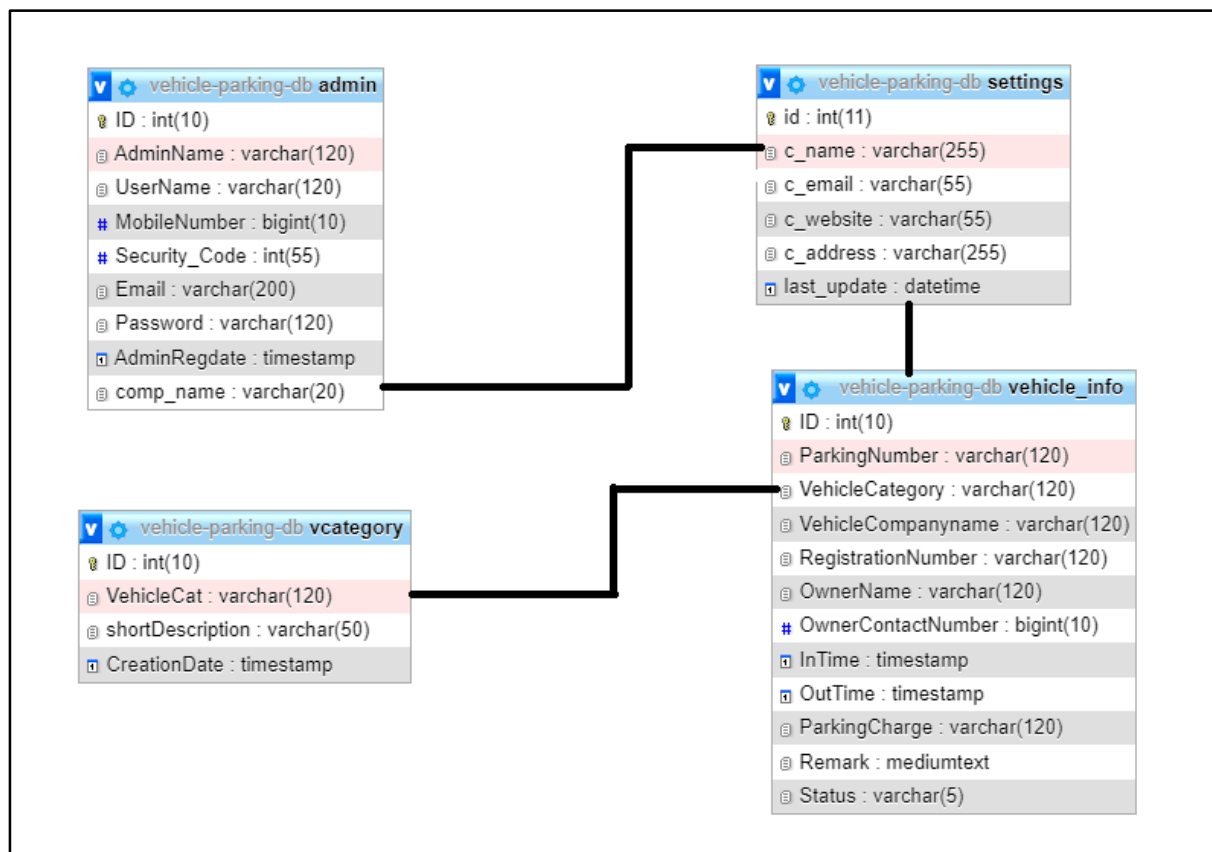 vehicle-parking-db admin
ID : int(10)
AdminName : varchar(120)
UserName : varchar(120)
# MobileNumber : bigint(10)
# Security_Code : int(55)
Email : varchar(200)
Password : varchar(120)
AdminRegdate : timestamp
comp_name : varchar(20)
vehicle-parking-db settings
id : int(11)
c_name : varchar(255)
c_email : varchar(55)
c_website : varchar(55)
c_address : varchar(255)
last_update : datetime
vehicle-parking-db vcategory
ID : int(10)
VehicleCat : varchar(120)
shortDescription : varchar(50)
CreationDate : timestamp
vehicle-parking-db vehicle_info
ID : int(10)
ParkingNumber : varchar(120)
VehicleCategory : varchar(120)
VehicleCompanyname : varchar(120)
RegistrationNumber : varchar(120)
OwnerName : varchar(120)
# OwnerContactNumber : bigint(10)
InTime : timestamp
OutTime : timestamp
ParkingCharge : varchar(120)
Remark : mediumtext
Status : varchar(5)